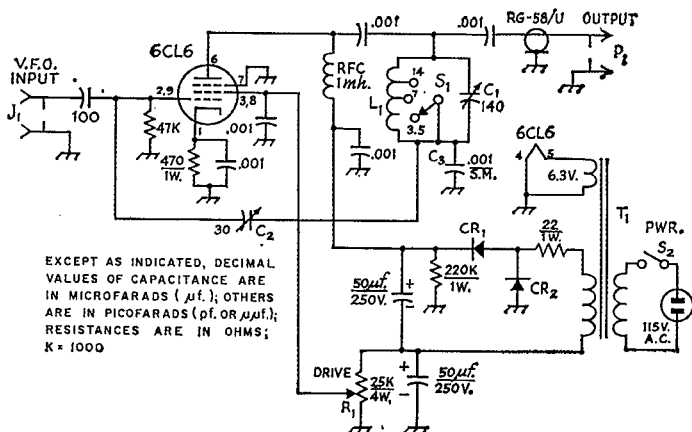 .001
.001
RG-58/U
OUTPUT
P₂
6CL6
V.F.O.
INPUT
J₁
100
2,9
6
7
3,8
1
47K
.001
470
1W.
.001
RFC
1mh.
.001
L₁
14
7
3.5
S₁
C₁
140
C₃
.001
S.M.
6CL6
4
5
6.3V.
T₁
PWR.
S₂
115V.
A.C.
30
C₂
CR₁
22
1W.
CR₂
220K
1W.
50µf.
250V.
+
-
EXCEPT AS INDICATED, DECIMAL
VALUES OF CAPACITANCE ARE
IN MICROFARADS (µf.); OTHERS
ARE IN PICOFARADS (pf. OR µµf.);
RESISTANCES ARE IN OHMS;
K = 1000
DRIVE
R₁
25K
4W.
+
-
50µf.
250V.